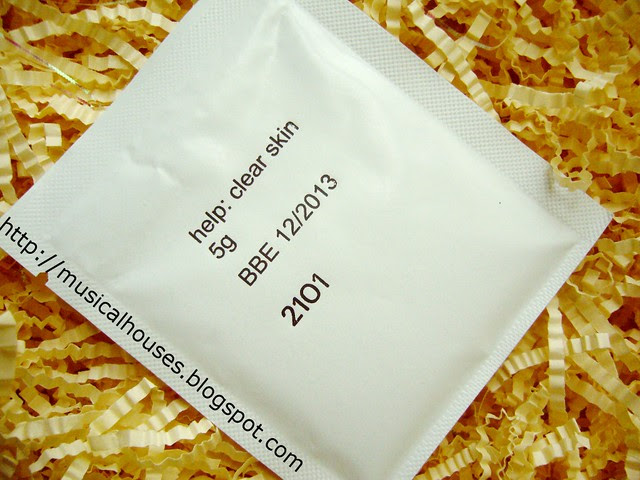 help: clear skin
5g
BBE 12/2013
21O1
http://musicalhouses.blogspot.com